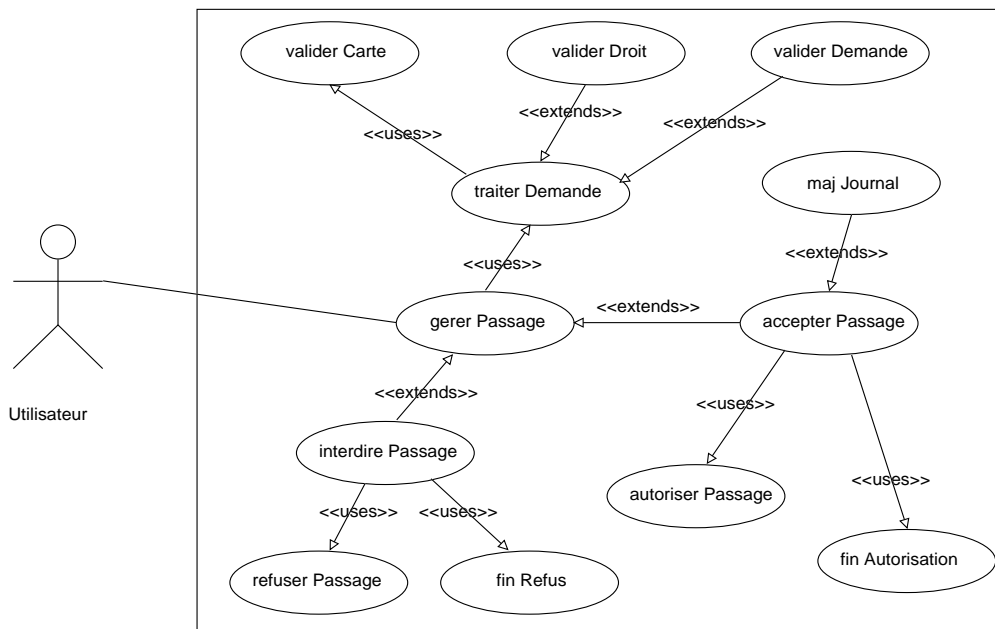 valider Carte
valider Droit
valider Demande
<<extends>>
<<extends>>
<<uses>>
traiter Demande
maj Journal
<<uses>>
<<extends>>
gerer Passage
<<extends>>
accepter Passage
<<extends>>
<<uses>>
Utilisateur
interdire Passage
<<uses>>
autoriser Passage
<<uses>>
<<uses>>
fin Autorisation
refuser Passage
fin Refus